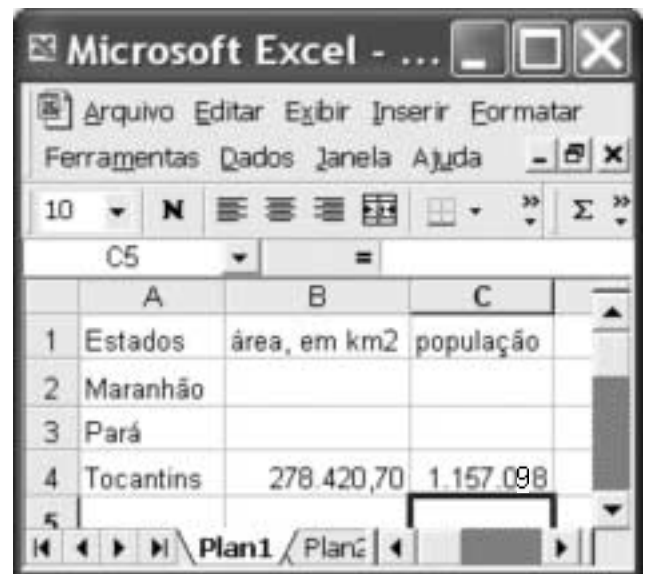 Microsoft Excel - ...
Arquivo Editar Exibir Inserir Formatar
Ferramentas Dados Janela Ajuda
10 N Σ
C5 =
A B C
1 Estados área, em km2 população
2 Maranhão
3 Pará
4 Tocantins 278.420,70 1.157.098
5
Plan1 Plan2